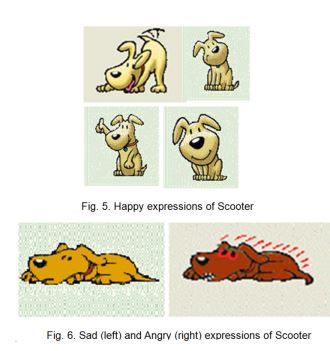 Fig. 5. Happy expressions of Scooter
Fig. 6. Sad (left) and Angry (right) expressions of Scooter